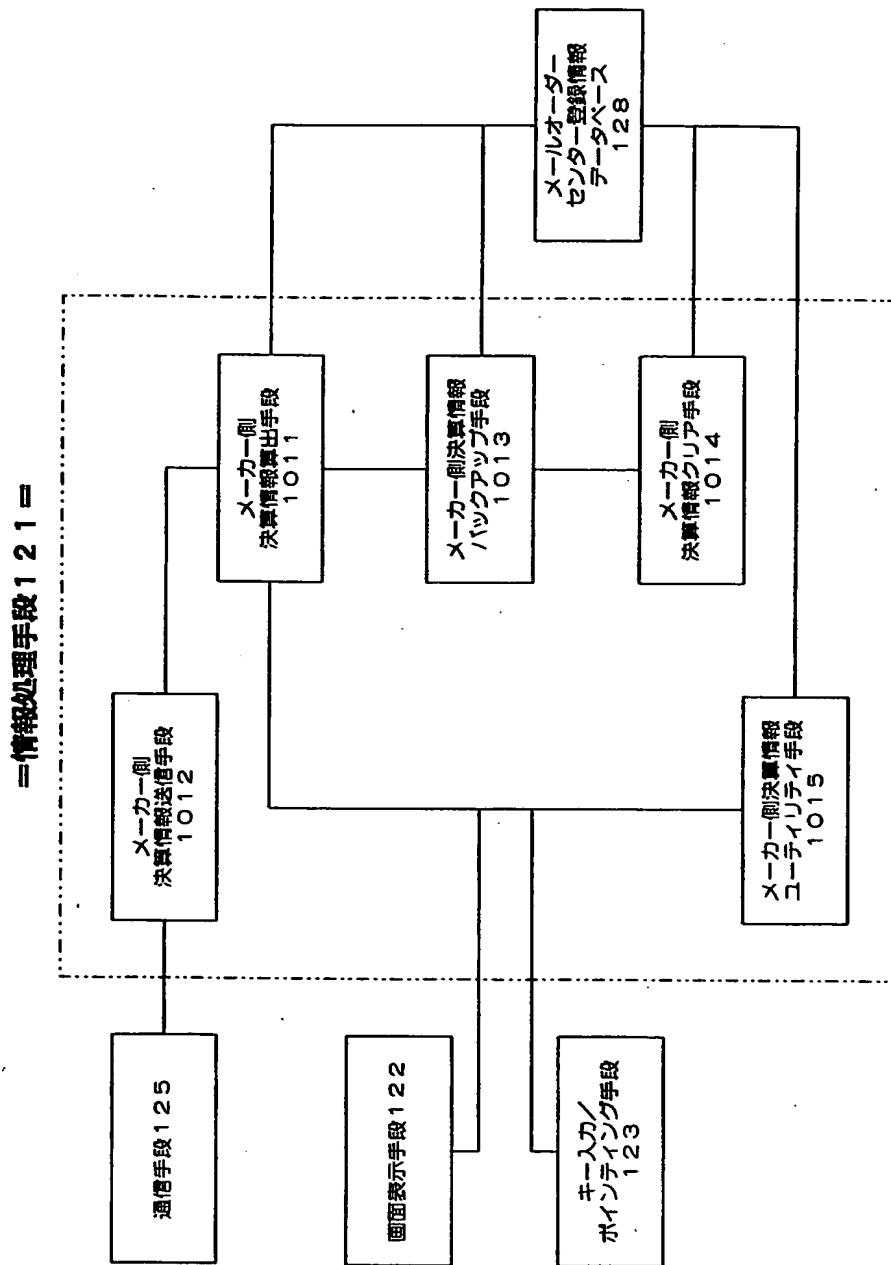 =情報処理手段121=
通信手段125
メーカー側
決算情報送信手段
1012
メーカー側
決算情報算出手段
1011
画面表示手段122
メーカー側決算情報
バックアップ手段
1013
メールオーダー
センター登録情報
データベース
128
キー入力/
ポインティング手段
123
メーカー側
決算情報クリア手段
1014
メーカー側決算情報
ユーティリティ手段
1015